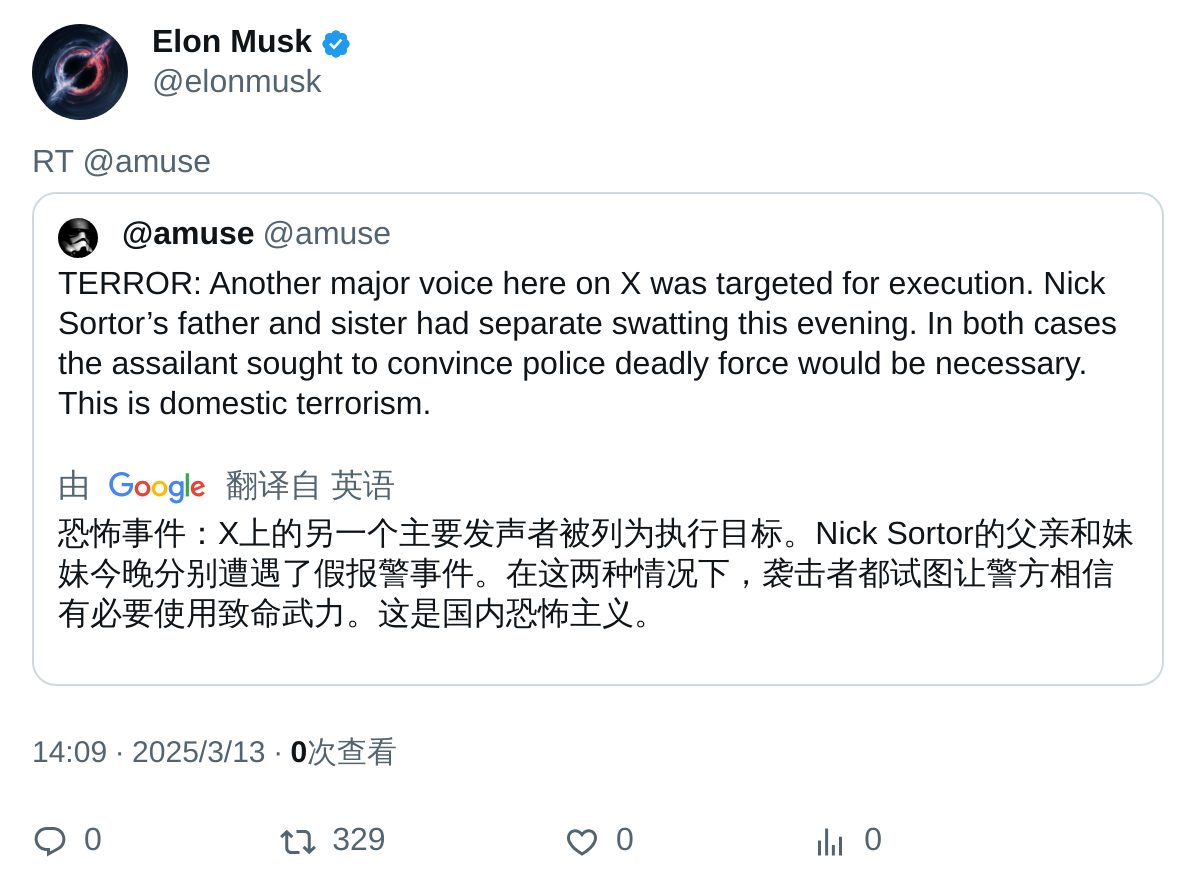 Elon Musk
@elonmusk
RT @amuse
@amuse @amuse
TERROR: Another major voice here on X was targeted for execution. Nick
Sortor’s father and sister had separate swatting this evening. In both cases
the assailant sought to convince police deadly force would be necessary.
This is domestic terrorism.
由 Google 翻译自 英语
恐怖事件：X上的另一个主要发声者被列为执行目标。Nick Sortor的父亲和妹
妹今晚分别遭遇了假报警事件。在这两种情况下，袭击者都试图让警方相信
有必要使用致命武力。这是国内恐怖主义。
14:09 · 2025/3/13 · 0次查看
0 329 0 0